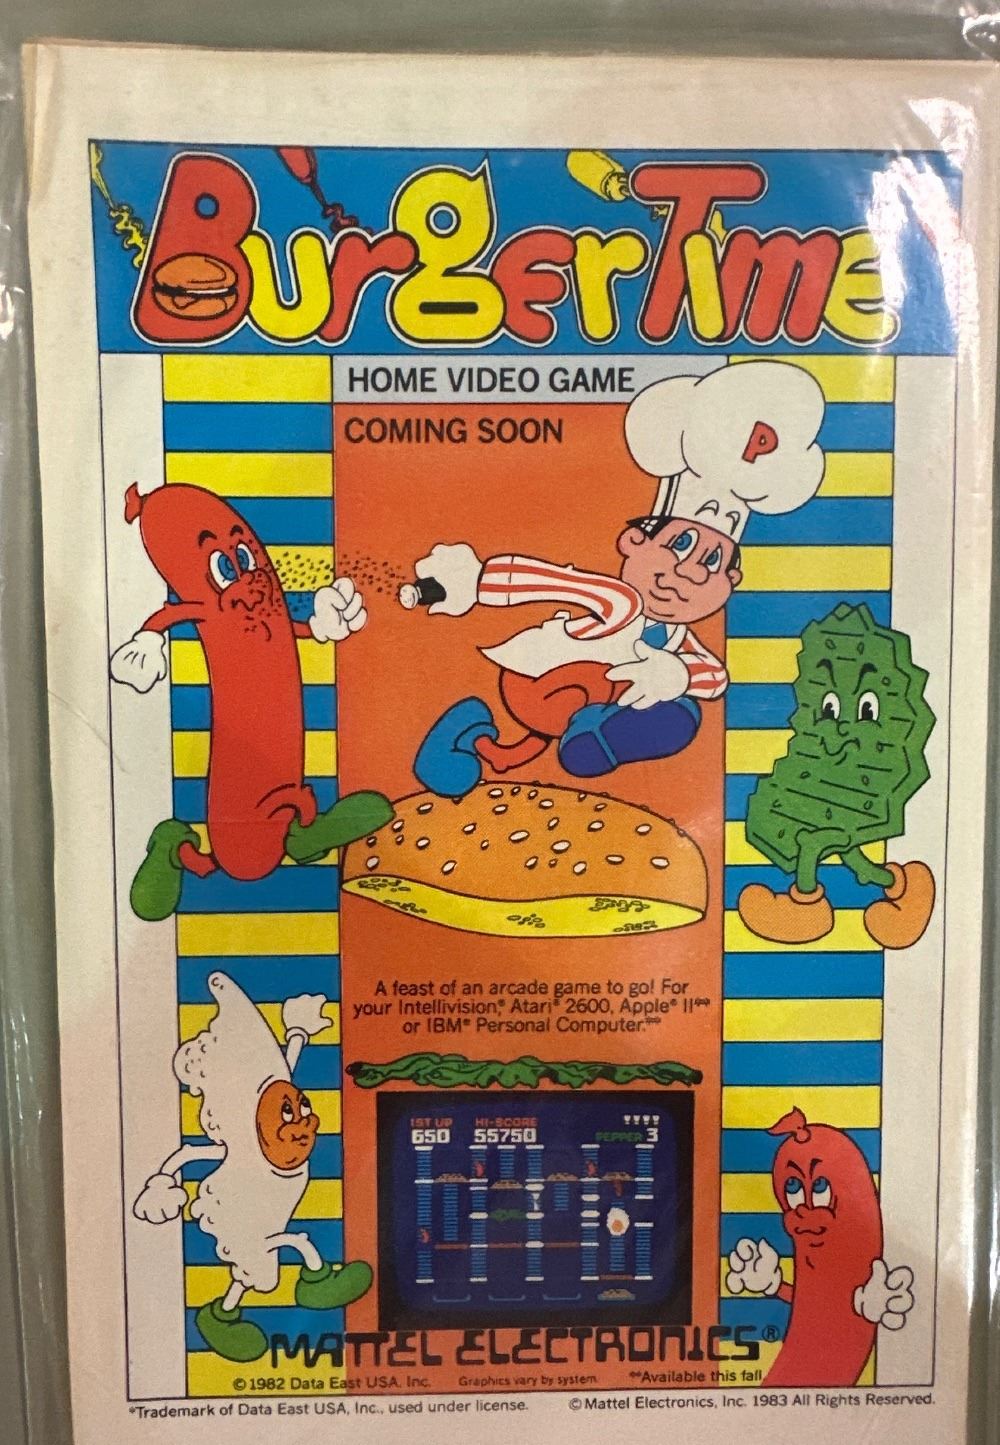 BurgerTime
HOME VIDEO GAME
COMING SOON
P
A feast of an arcade game to go! For
your Intellivision,® Atari® 2600, Apple® II**
or IBM® Personal Computer.**
1ST UP HI-SCORE
650 55750 PEPPER 3
MATTEL ELECTRONICS®
©1982 Data East USA, Inc. Graphics vary by system. **Available this fall.
*Trademark of Data East USA, Inc., used under license. ©Mattel Electronics, Inc. 1983 All Rights Reserved.